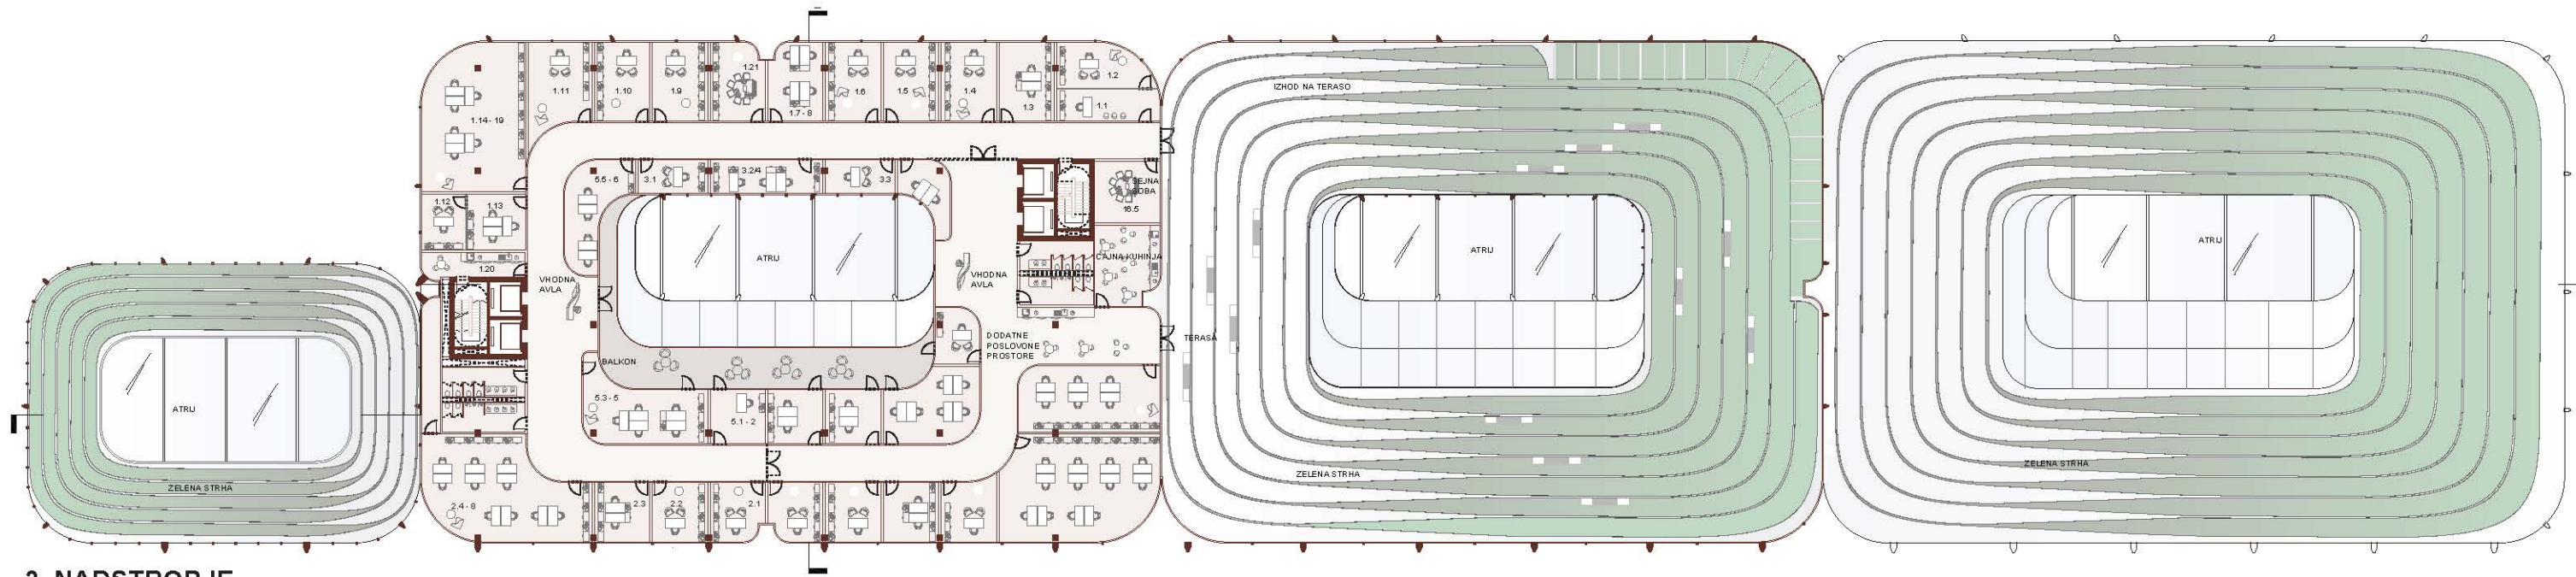 1.21
1.2
1.11
1.10
1.9
1.7 - 8
1.6
1.5
1.4
1.3
1.1
1.14 - 19
IZHOD NA TERASO
5.5 - 6
3.1
3.2/4
3.3
SEJNA
SOBA
16.5
1.12
1.13
1.20
ČAJNA KUHINJA
VHODNA
AVLA
VHODNA
AVLA
ATRIJ
ATRIJ
ATRIJ
ATRIJ
DODATNE
POSLOVONE
PROSTORE
TERASA
BALKON
5.3 - 5
5.1 - 2
ZELENA STRHA
ZELENA STRHA
ZELENA STRHA
2.4 - 8
2.3
2.2
2.1